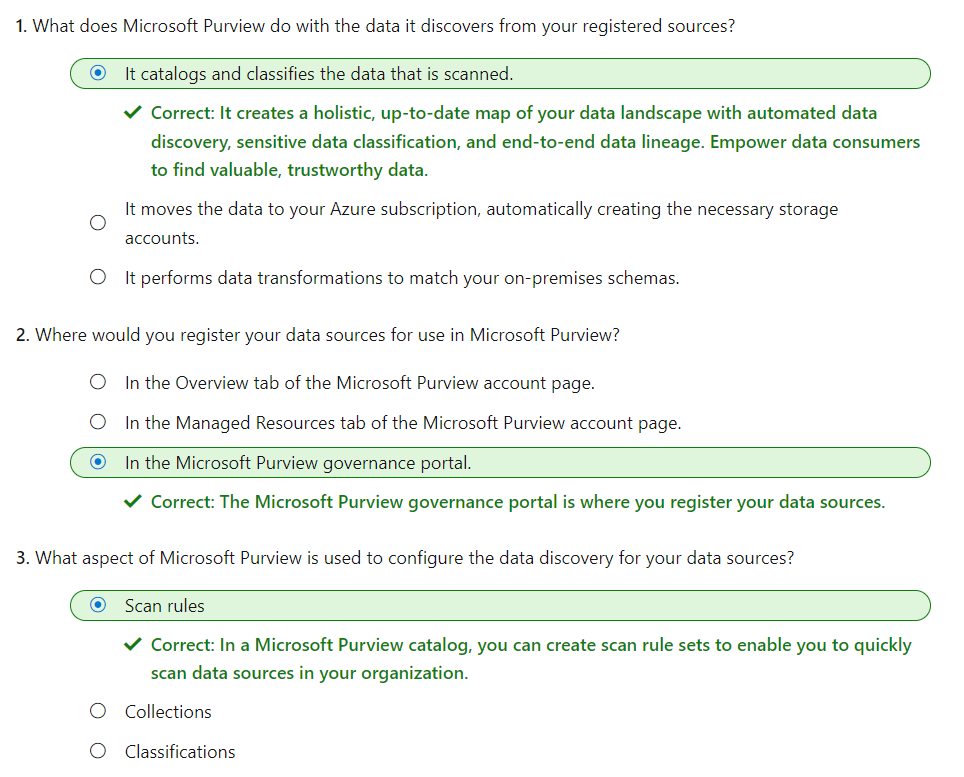 1. What does Microsoft Purview do with the data it discovers from your registered sources?
It catalogs and classifies the data that is scanned.
Correct: It creates a holistic, up-to-date map of your data landscape with automated data
discovery, sensitive data classification, and end-to-end data lineage. Empower data consumers
to find valuable, trustworthy data.
It moves the data to your Azure subscription, automatically creating the necessary storage
accounts.
It performs data transformations to match your on-premises schemas.
2. Where would you register your data sources for use in Microsoft Purview?
In the Overview tab of the Microsoft Purview account page.
In the Managed Resources tab of the Microsoft Purview account page.
In the Microsoft Purview governance portal.
Correct: The Microsoft Purview governance portal is where you register your data sources.
3. What aspect of Microsoft Purview is used to configure the data discovery for your data sources?
Scan rules
Correct: In a Microsoft Purview catalog, you can create scan rule sets to enable you to quickly
scan data sources in your organization.
Collections
Classifications